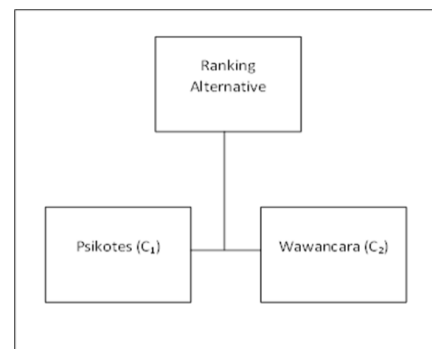 Ranking
Alternative
Psikotes (C₁)
Wawancara (C₂)